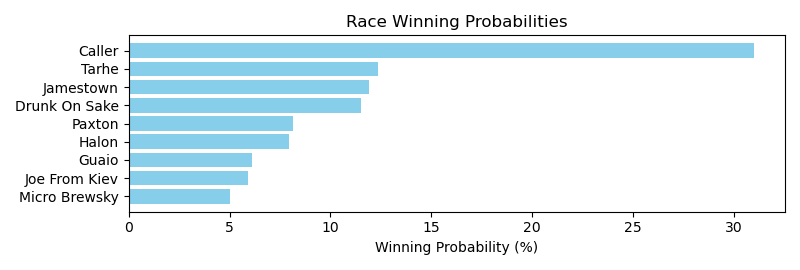 Race Winning Probabilities
Caller
Tarhe
Jamestown
Drunk On Sake
Paxton
Halon
Guaio
Joe From Kiev
Micro Brewsky
0 5 10 15 20 25 30
Winning Probability (%)